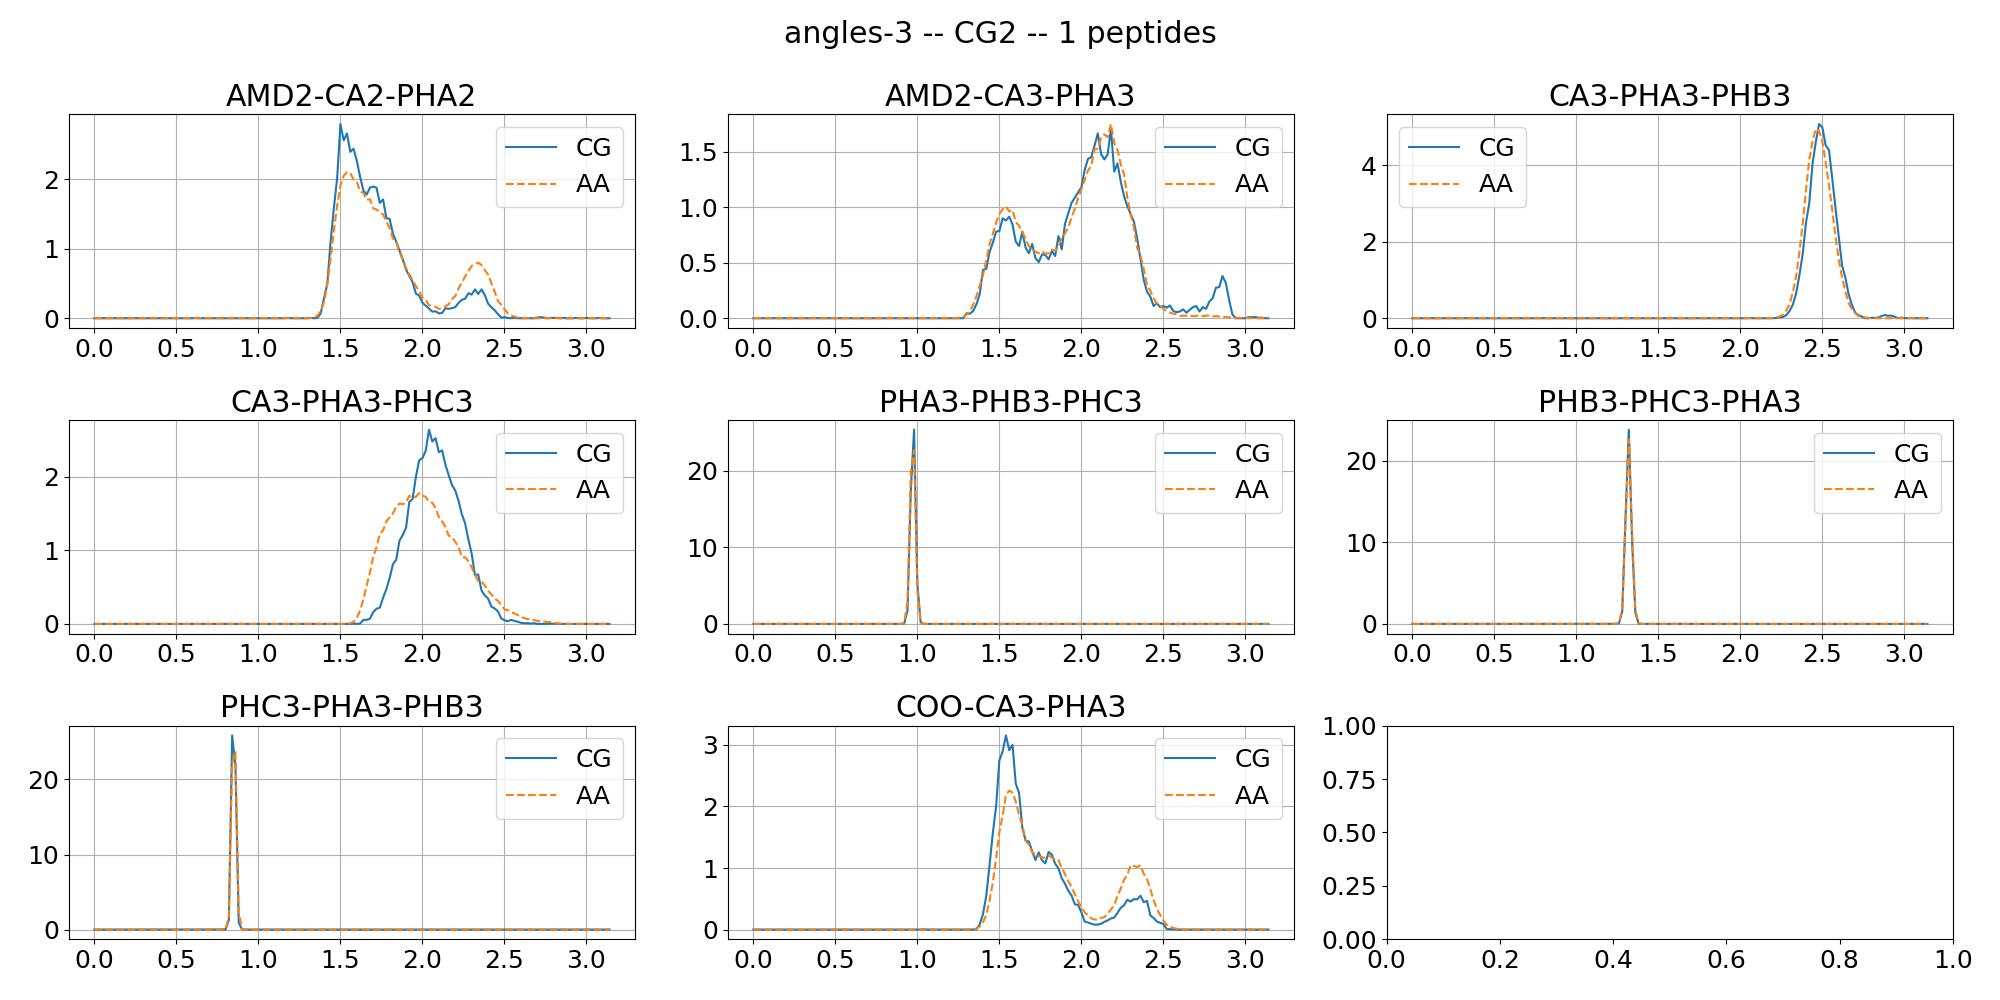 angles-3 -- CG2 -- 1 peptides
AMD2-CA2-PHA2
2
1
0
0.0 0.5 1.0 1.5 2.0 2.5 3.0
CG
AA
AMD2-CA3-PHA3
1.5
1.0
0.5
0.0
0.0 0.5 1.0 1.5 2.0 2.5 3.0
CG
AA
CA3-PHA3-PHB3
4
2
0
0.0 0.5 1.0 1.5 2.0 2.5 3.0
CG
AA
CA3-PHA3-PHC3
2
1
0
0.0 0.5 1.0 1.5 2.0 2.5 3.0
CG
AA
PHA3-PHB3-PHC3
20
10
0
0.0 0.5 1.0 1.5 2.0 2.5 3.0
CG
AA
PHB3-PHC3-PHA3
20
10
0
0.0 0.5 1.0 1.5 2.0 2.5 3.0
CG
AA
PHC3-PHA3-PHB3
20
10
0
0.0 0.5 1.0 1.5 2.0 2.5 3.0
CG
AA
COO-CA3-PHA3
3
2
1
0
0.0 0.5 1.0 1.5 2.0 2.5 3.0
CG
AA
1.00
0.75
0.50
0.25
0.00
0.0 0.2 0.4 0.6 0.8 1.0